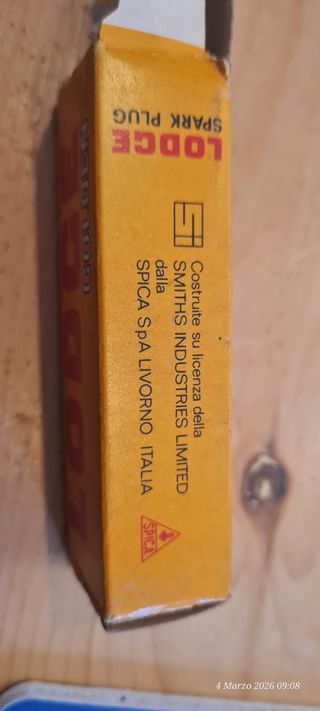 LODGE
SPARK PLUG
Si
Costruite su licenza della
SMITHS INDUSTRIES LIMITED
dalla
SPICA SpA LIVORNO ITALIA
SPICA
LODGE
GOLDEN
4 Marzo 2026 09:08